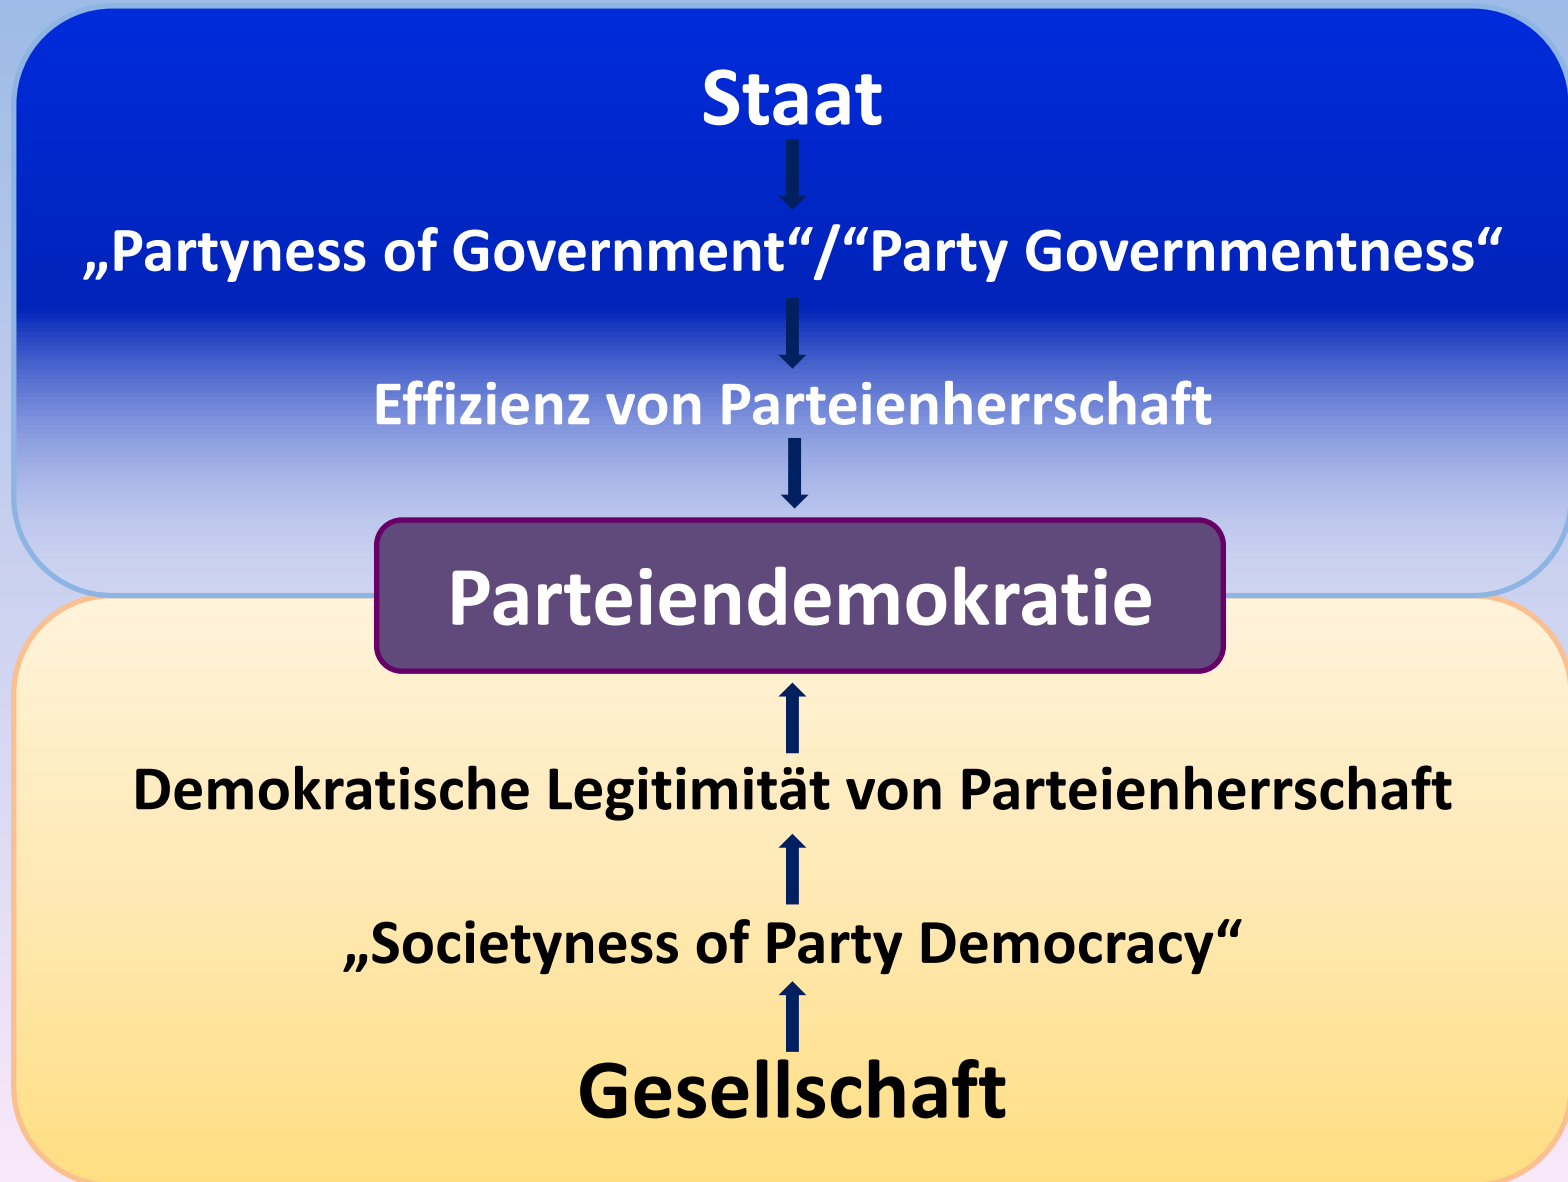 Staat
„Partyness of Government“/“Party Governmentness“
Effizienz von Parteienherrschaft
Parteiendemokratie
Demokratische Legitimität von Parteienherrschaft
„Societyness of Party Democracy“
Gesellschaft